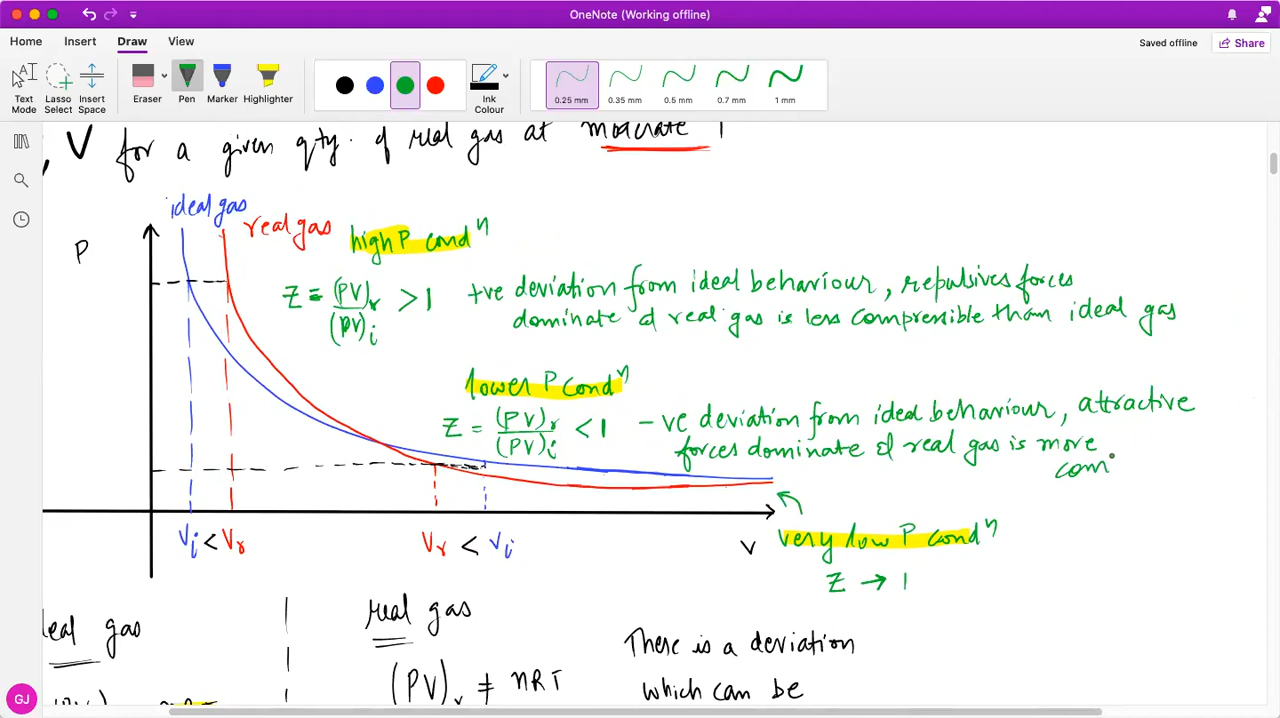 OneNote (Working offline)
Home Insert Draw View
Saved offline
Share
Text Mode
Lasso Select
Insert Space
Eraser
Pen
Marker
Highlighter
Ink Colour
0.25 mm
0.35 mm
0.5 mm
0.7 mm
1 mm
, V for a given qty. of real gas at moderate T
ideal gas
real gas
high P condⁿ
P
Z = (PV)r / (PV)i > 1
+ve deviation from ideal behaviour, repulsives forces
dominate & real gas is less compressible than ideal gas
lower P condⁿ
Z = (PV)r / (PV)i < 1
-ve deviation from ideal behaviour, attractive
forces dominate & real gas is more
com
Vi < Vr
Vr < Vi
V
very low P condⁿ
Z → 1
eal gas
real gas
(PV)r ≠ nRT
There is a deviation
which can be
GJ